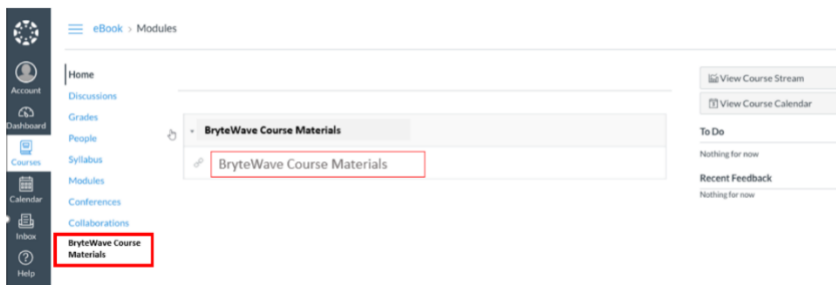 eBook > Modules
Account
Dashboard
Courses
Calendar
Inbox
Help
Home
Discussions
Grades
People
Syllabus
Modules
Conferences
Collaborations
BryteWave Course
Materials
BryteWave Course Materials
BryteWave Course Materials
View Course Stream
View Course Calendar
To Do
Nothing for now
Recent Feedback
Nothing for now